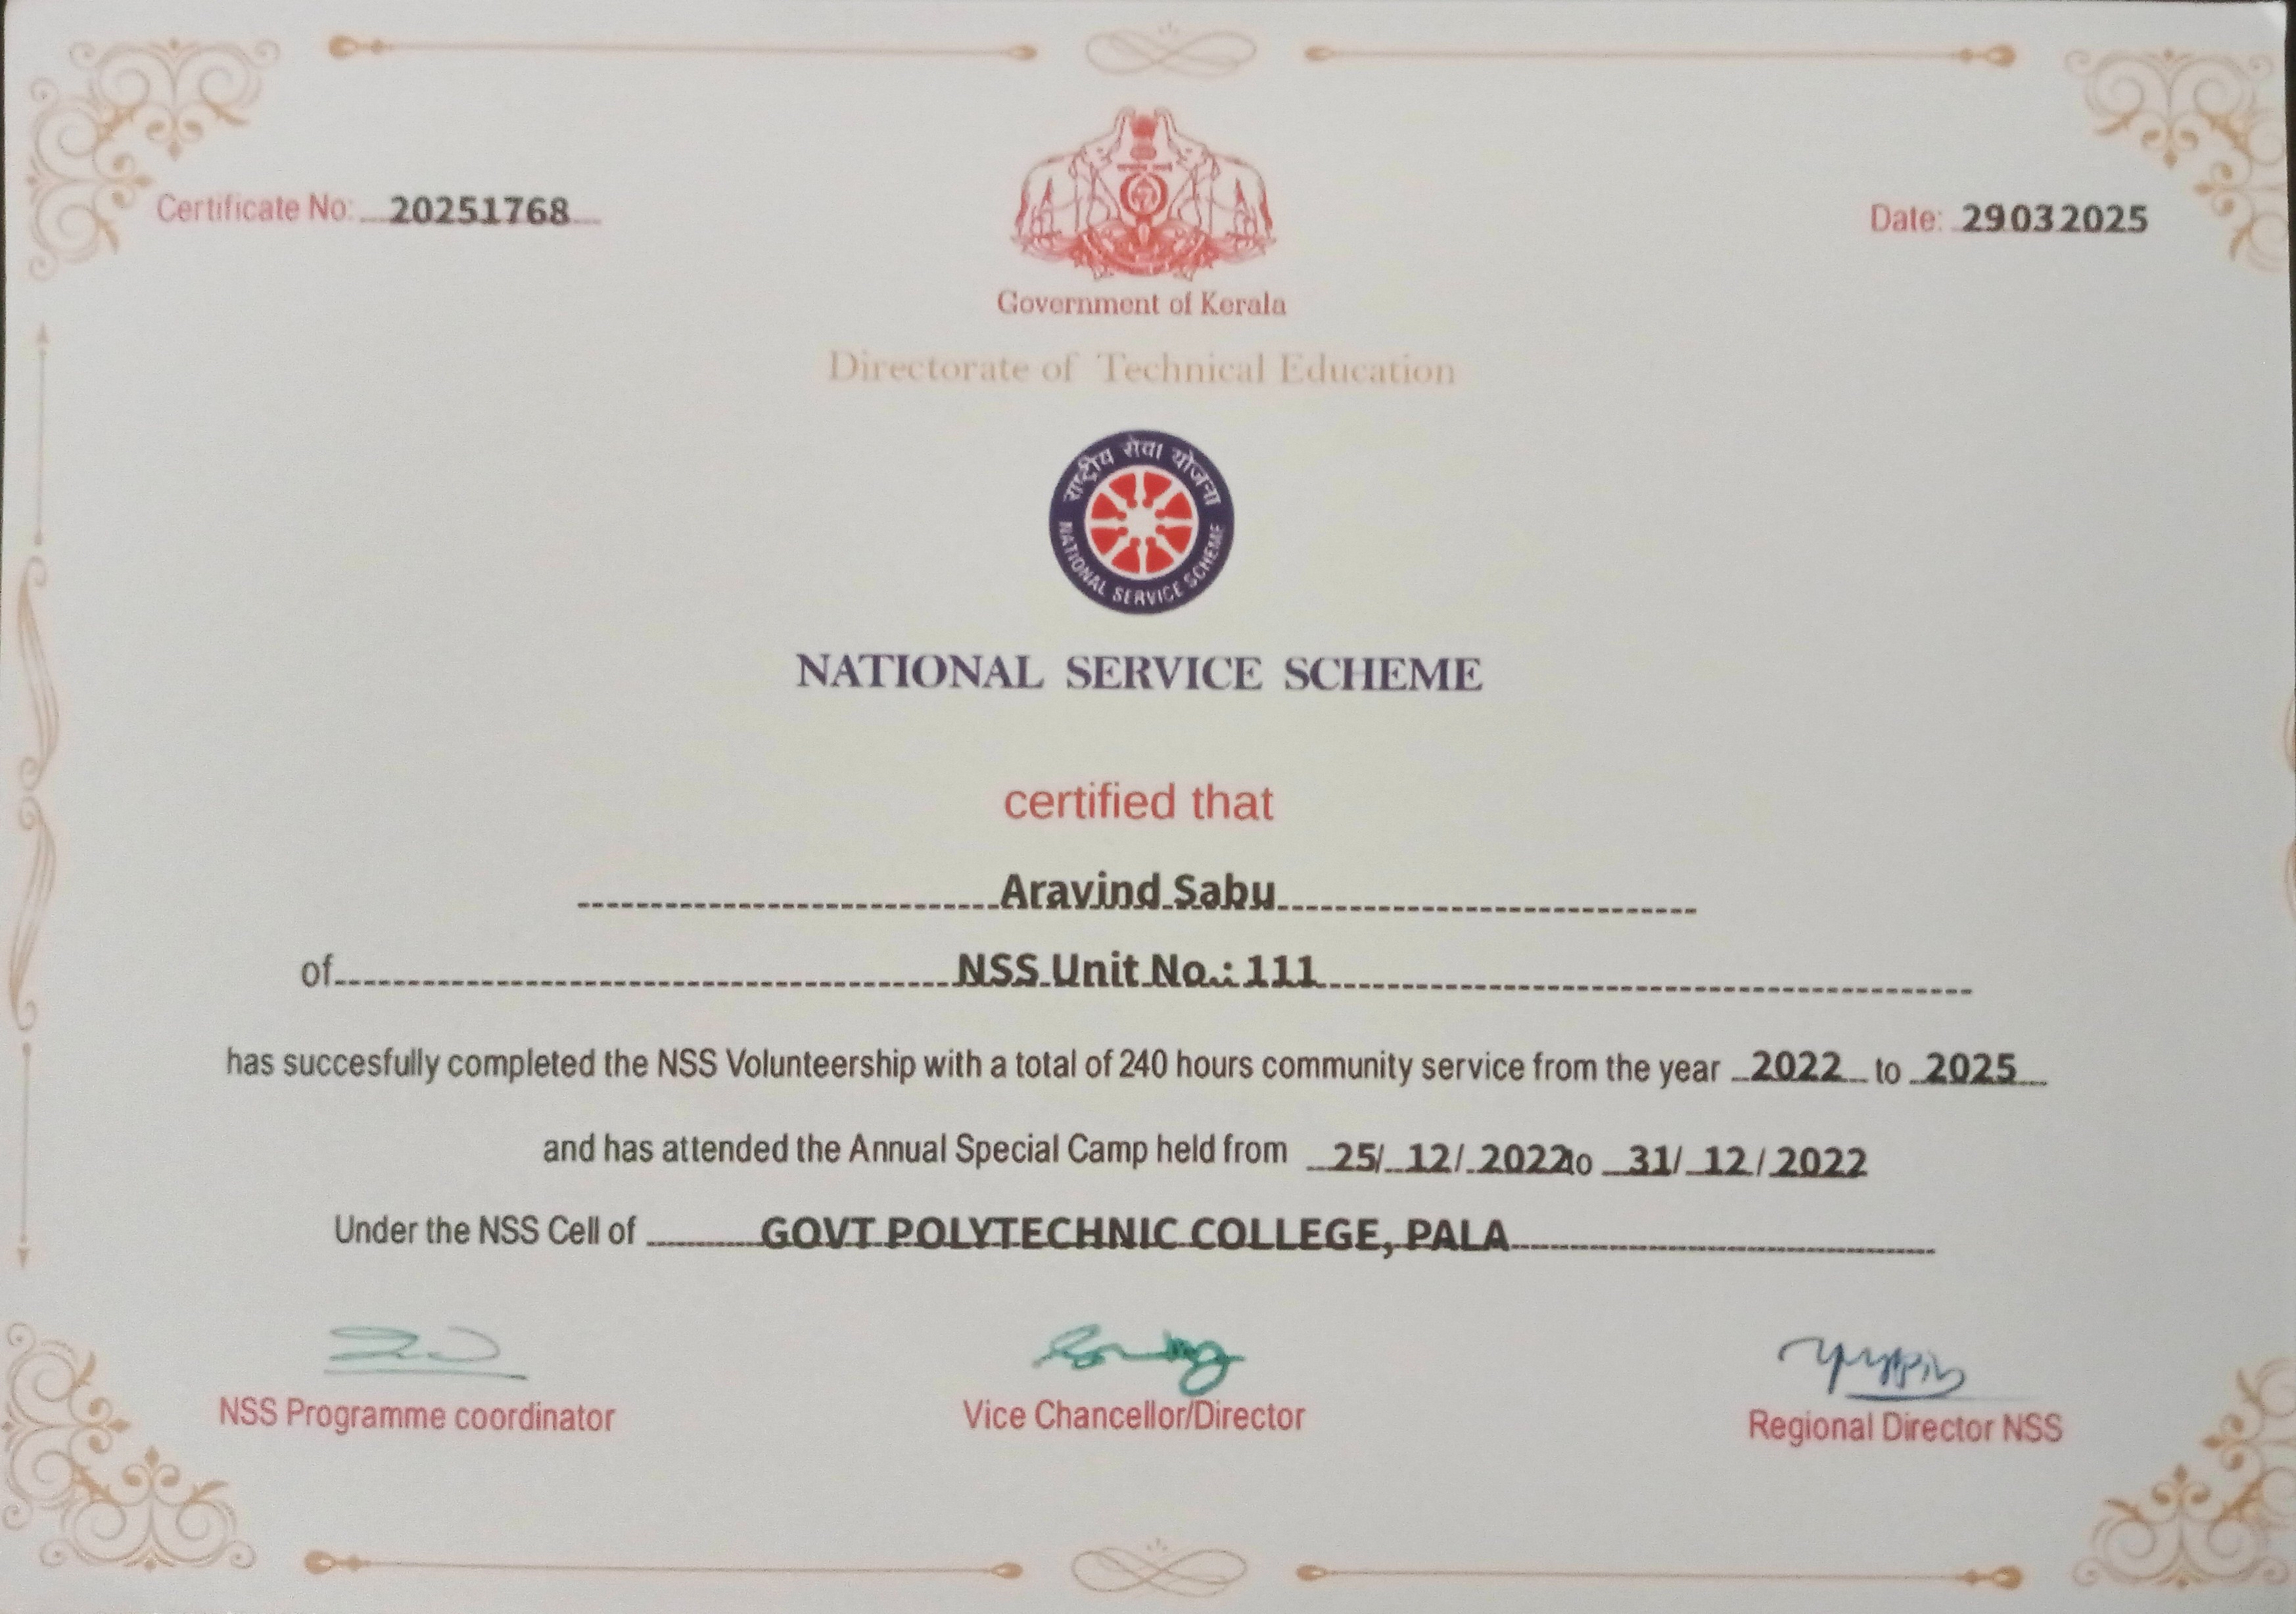 Certificate No: 20251768
Date: 29032025
Government of Kerala
Directorate of Technical Education
राष्ट्रीय सेवा योजना
NATIONAL SERVICE SCHEME
NATIONAL SERVICE SCHEME
certified that
Aravind Sabu
of NSS Unit No.: 111
has succesfully completed the NSS Volunteership with a total of 240 hours community service from the year 2022 to 2025
and has attended the Annual Special Camp held from 25/ 12/ 2022to 31/ 12/ 2022
Under the NSS Cell of GOVT POLYTECHNIC COLLEGE, PALA
NSS Programme coordinator
Vice Chancellor/Director
Regional Director NSS